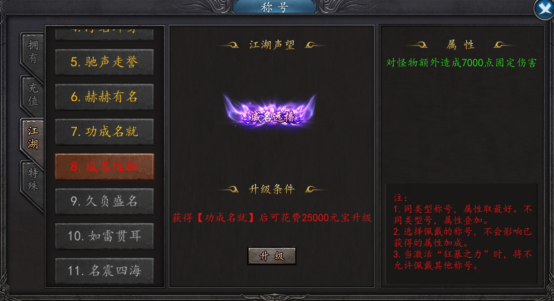 称号
拥有
充值
江湖
特殊
5. 驰声走誉
6. 赫赫有名
7. 功成名就
8. 威名远播
9. 久负盛名
10. 如雷贯耳
11. 名震四海
江湖声望
威名远播
升级条件
获得【功成名就】后可花费25000元宝升级
升级
属性
对怪物额外造成7000点固定伤害
注:
1. 同类型称号, 属性取最好。不
同类型, 属性叠加。
2. 选择佩戴的称号, 不会影响已
获得的属性加成。
3. 当激活“狂暴之力”时, 将不
允许佩戴其他称号。